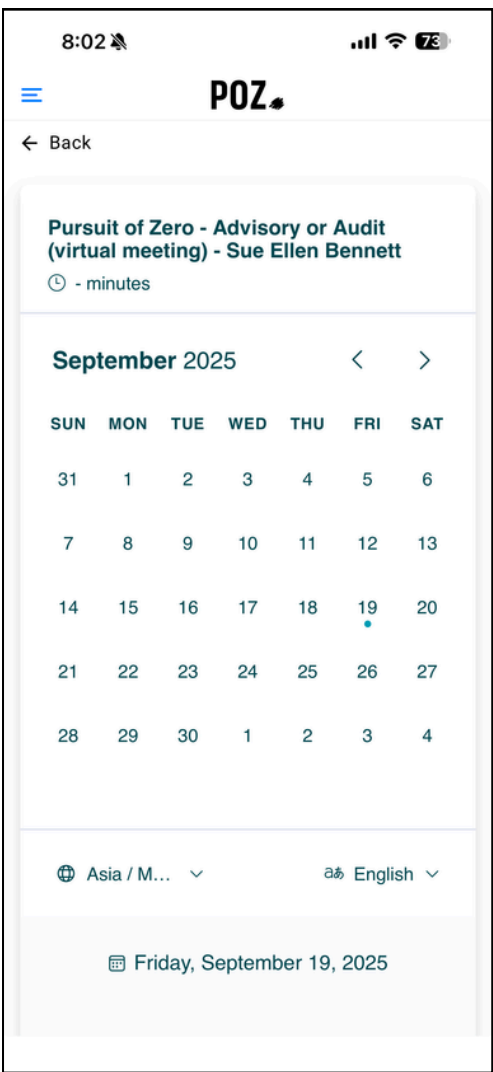 8:02
73
POZ
← Back
Pursuit of Zero - Advisory or Audit
(virtual meeting) - Sue Ellen Bennett
- minutes
September 2025
SUN MON TUE WED THU FRI SAT
31 1 2 3 4 5 6
7 8 9 10 11 12 13
14 15 16 17 18 19 20
21 22 23 24 25 26 27
28 29 30 1 2 3 4
Asia / M... aあ English
Friday, September 19, 2025